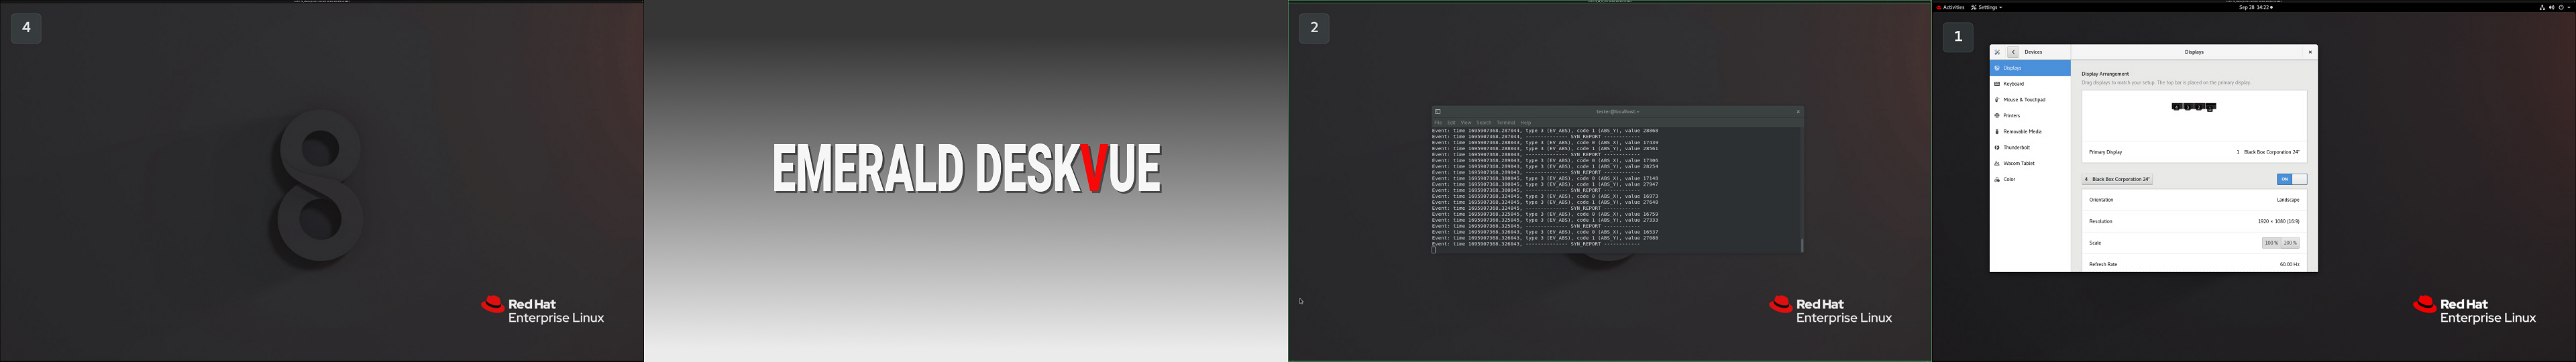 4
8
Red Hat
Enterprise Linux
EMERALD DESKVUE
2
tester@localhost:~
File Edit View Search Terminal Help
Event: time 1695907368.287044, type 3 (EV_ABS), code 1 (ABS_Y), value 28868
Event: time 1695907368.287044, -------------- SYN_REPORT ------------
Event: time 1695907368.288043, type 3 (EV_ABS), code 0 (ABS_X), value 17439
Event: time 1695907368.288043, type 3 (EV_ABS), code 1 (ABS_Y), value 28561
Event: time 1695907368.288043, -------------- SYN_REPORT ------------
Event: time 1695907368.289043, type 3 (EV_ABS), code 0 (ABS_X), value 17306
Event: time 1695907368.289043, type 3 (EV_ABS), code 1 (ABS_Y), value 28254
Event: time 1695907368.289043, -------------- SYN_REPORT ------------
Event: time 1695907368.300045, type 3 (EV_ABS), code 0 (ABS_X), value 17140
Event: time 1695907368.300045, type 3 (EV_ABS), code 1 (ABS_Y), value 27947
Event: time 1695907368.300045, -------------- SYN_REPORT ------------
Event: time 1695907368.324045, type 3 (EV_ABS), code 0 (ABS_X), value 16973
Event: time 1695907368.324045, type 3 (EV_ABS), code 1 (ABS_Y), value 27640
Event: time 1695907368.324045, -------------- SYN_REPORT ------------
Event: time 1695907368.325045, type 3 (EV_ABS), code 0 (ABS_X), value 16759
Event: time 1695907368.325045, type 3 (EV_ABS), code 1 (ABS_Y), value 27333
Event: time 1695907368.325045, -------------- SYN_REPORT ------------
Event: time 1695907368.326043, type 3 (EV_ABS), code 0 (ABS_X), value 16537
Event: time 1695907368.326043, type 3 (EV_ABS), code 1 (ABS_Y), value 27008
Event: time 1695907368.326043, -------------- SYN_REPORT ------------
Red Hat
Enterprise Linux
Activities Settings Sep 28 14:22
1
Devices Displays
Displays
Keyboard
Mouse & Touchpad
Printers
Removable Media
Thunderbolt
Wacom Tablet
Color
Display Arrangement
Drag displays to match your setup. The top bar is placed on the primary display.
Primary Display 1 Black Box Corporation 24"
4 Black Box Corporation 24" ON
Orientation Landscape
Resolution 1920 × 1080 (16:9)
Scale 100 % 200 %
Refresh Rate 60.00 Hz
Red Hat
Enterprise Linux